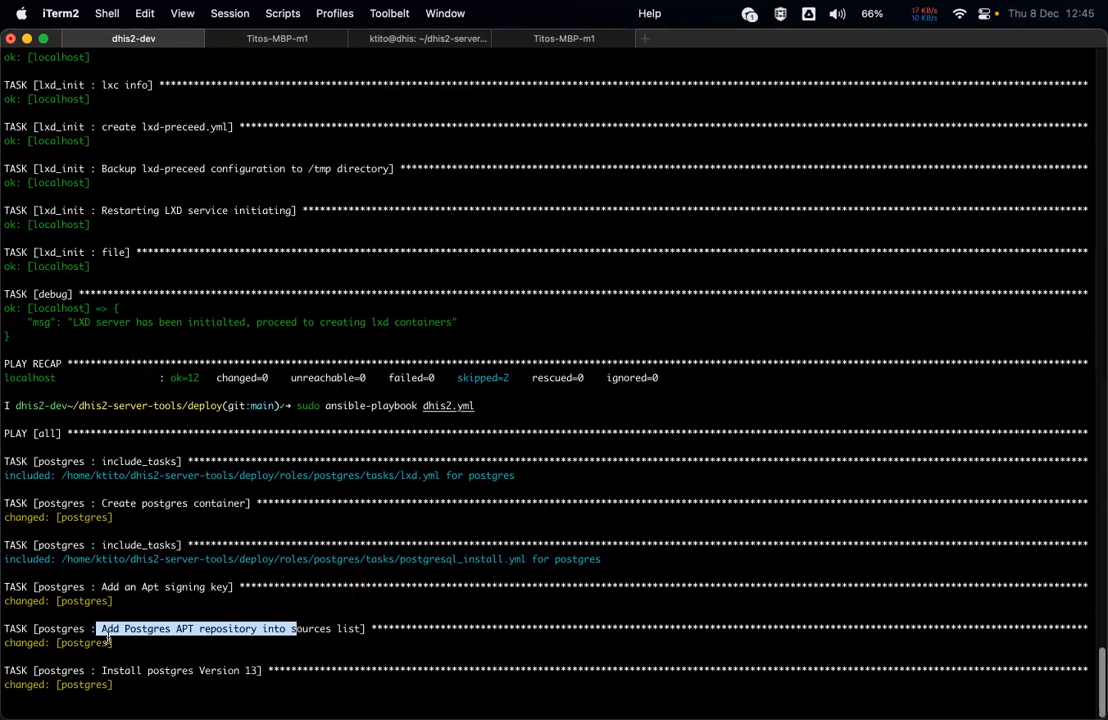 iTerm2 Shell Edit View Session Scripts Profiles Toolbelt Window Help 66% 17 KB/s 10 KB/s Thu 8 Dec 12:45
dhis2-dev Titos-MBP-m1 ktito@dhis: ~/dhis2-server... Titos-MBP-m1
ok: [localhost]
TASK [lxd_init : lxc info] ****************************************************************
ok: [localhost]
TASK [lxd_init : create lxd-preceed.yml] ****************************************************************
ok: [localhost]
TASK [lxd_init : Backup lxd-preceed configuration to /tmp directory] ****************************************************************
ok: [localhost]
TASK [lxd_init : Restarting LXD service initiating] ****************************************************************
ok: [localhost]
TASK [lxd_init : file] ****************************************************************
ok: [localhost]
TASK [debug] ****************************************************************
ok: [localhost] => {
"msg": "LXD server has been initialted, proceed to creating lxd containers"
}
PLAY RECAP ****************************************************************
localhost : ok=12 changed=0 unreachable=0 failed=0 skipped=2 rescued=0 ignored=0
I dhis2-dev~/dhis2-server-tools/deploy(git:main)✓➜ sudo ansible-playbook dhis2.yml
PLAY [all] ****************************************************************
TASK [postgres : include_tasks] ****************************************************************
included: /home/ktito/dhis2-server-tools/deploy/roles/postgres/tasks/lxd.yml for postgres
TASK [postgres : Create postgres container] ****************************************************************
changed: [postgres]
TASK [postgres : include_tasks] ****************************************************************
included: /home/ktito/dhis2-server-tools/deploy/roles/postgres/tasks/postgresql_install.yml for postgres
TASK [postgres : Add an Apt signing key] ****************************************************************
changed: [postgres]
TASK [postgres : Add Postgres APT repository into sources list] ****************************************************************
changed: [postgres]
TASK [postgres : Install postgres Version 13] ****************************************************************
changed: [postgres]